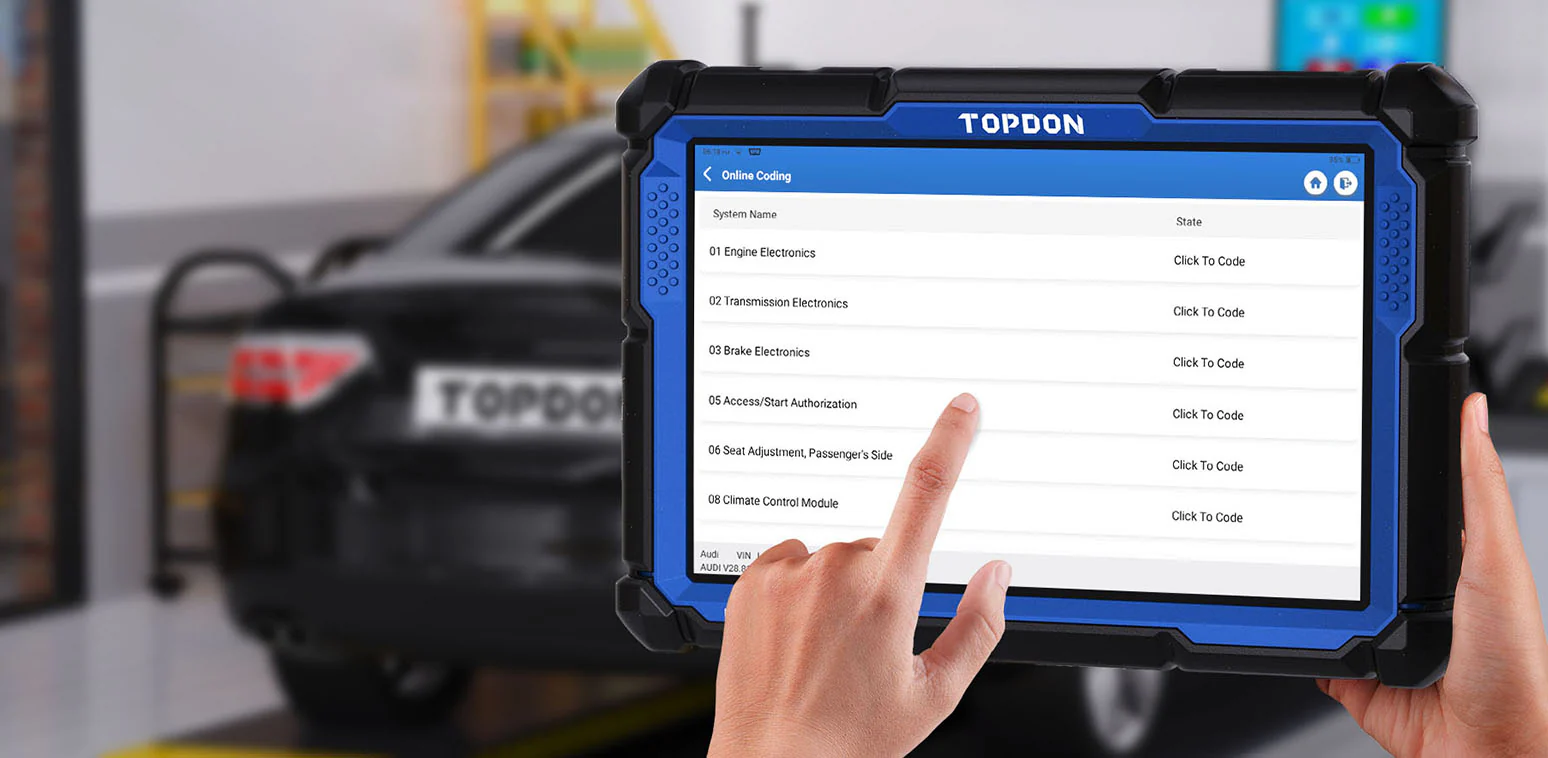 TOPDON
Online Coding
System Name State
01 Engine Electronics Click To Code
02 Transmission Electronics Click To Code
03 Brake Electronics Click To Code
05 Access/Start Authorization Click To Code
06 Seat Adjustment, Passenger's Side Click To Code
08 Climate Control Module Click To Code
Audi VIN
AUDI
TOPDON